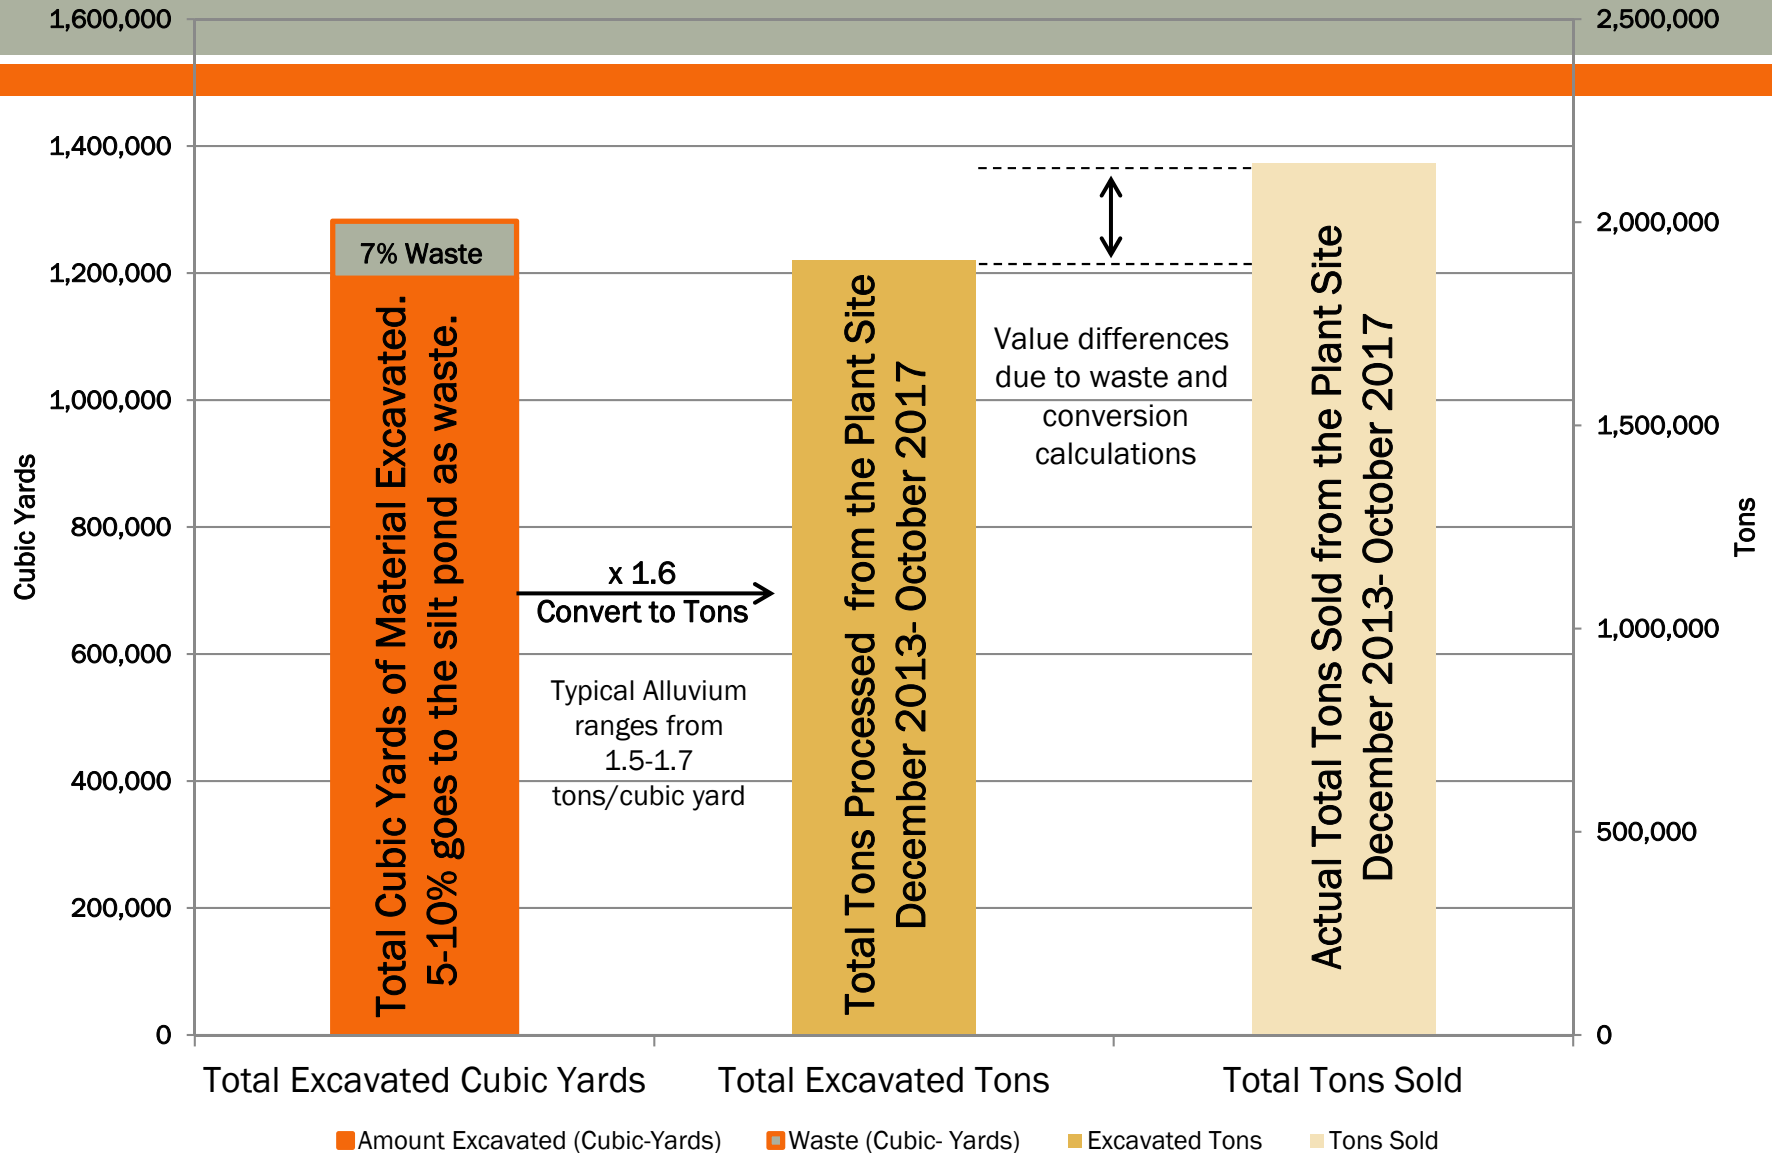 1,600,000
1,400,000
1,200,000
1,000,000
800,000
600,000
400,000
200,000
0
Cubic Yards
2,500,000
2,000,000
1,500,000
1,000,000
500,000
0
Tons
7% Waste
Total Cubic Yards of Material Excavated.
5-10% goes to the silt pond as waste.
x 1.6
Convert to Tons
Typical Alluvium
ranges from
1.5-1.7
tons/cubic yard
Total Tons Processed from the Plant Site
December 2013- October 2017
Value differences
due to waste and
conversion
calculations
Actual Total Tons Sold from the Plant Site
December 2013- October 2017
Total Excavated Cubic Yards
Total Excavated Tons
Total Tons Sold
Amount Excavated (Cubic-Yards)
Waste (Cubic- Yards)
Excavated Tons
Tons Sold